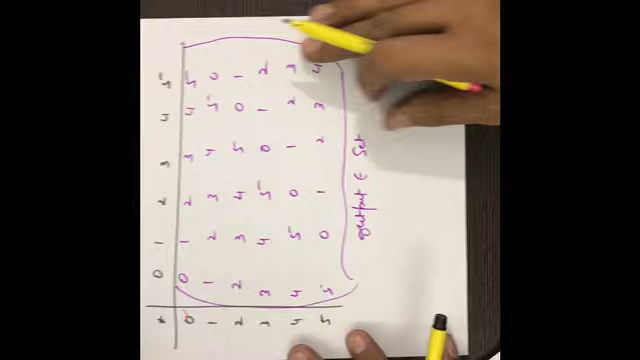 * 0 1 2 3 4 5
0 0 1 2 3 4 5
1 1 2 3 4 5 0
2 2 3 4 5 0 1
3 3 4 5 0 1 2
4 4 5 0 1 2 3
5 5 0 1 2 3 4
output ∈ Set